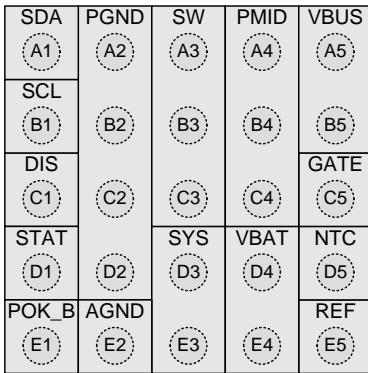 SDA PGND SW PMID VBUS
A1 A2 A3 A4 A5
SCL
B1 B2 B3 B4 B5
DIS GATE
C1 C2 C3 C4 C5
STAT SYS VBAT NTC
D1 D2 D3 D4 D5
POK_B AGND REF
E1 E2 E3 E4 E5